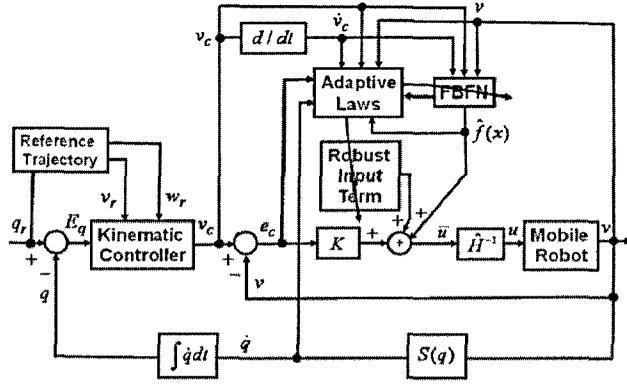 v_c
d / dt
v̇_c
v
Adaptive
Laws
FBFN
f̂(x)
Reference
Trajectory
Robust
Input
Term
v_r
w_r
q_r
E_q
+
−
q
Kinematic
Controller
v_c
+
−
e_c
v
K
+
+
+
+
ū
Ĥ⁻¹
u
Mobile
Robot
v
∫q̇dt
q̇
S(q)